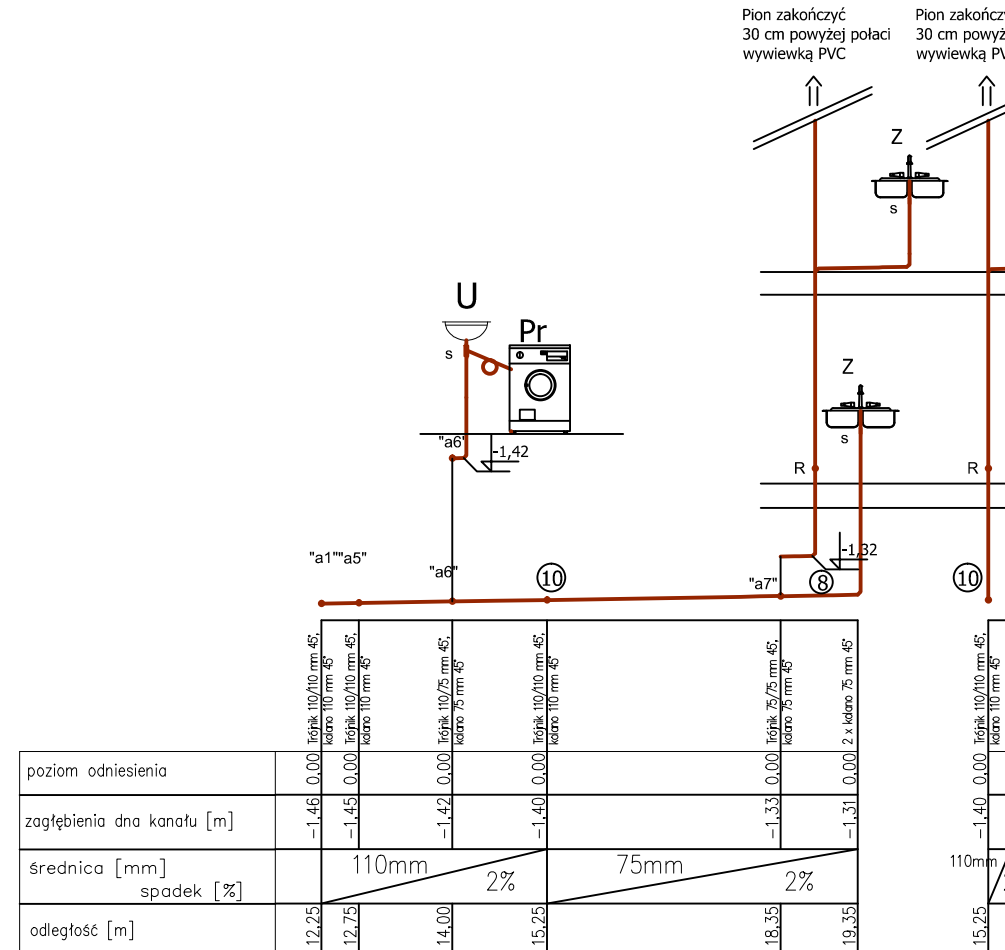 Pion zakończyć
30 cm powyżej połaci
wywiewką PVC
Pion zakończy
30 cm powyż
wywiewką PV
Z
s
U
s
Pr
Z
s
"a6"
-1,42
R
R
"a1""a5"
"a6"
10
"a7"
8
-1,32
10
Trójnik 110/110 mm 45°,
kolano 110 mm 45°
Trójnik 110/110 mm 45°,
kolano 110 mm 45°
Trójnik 110/75 mm 45°,
kolano 75 mm 45°
Trójnik 110/110 mm 45°,
kolano 110 mm 45°
Trójnik 75/75 mm 45°,
kolano 75 mm 45°
2 x kolano 75 mm 45°
Trójnik 110/110 mm 45°,
kolano 110 mm 45°
poziom odniesienia
0,00 0,00 0,00 0,00 0,00 0,00 0,00
zagłębienia dna kanału [m]
-1,46 -1,45 -1,42 -1,40 -1,33 -1,31 -1,40
średnica [mm]
spadek [%]
110mm
2%
75mm
2%
110mm
odległość [m]
12,25 12,75 14,00 15,25 18,35 19,35 15,25